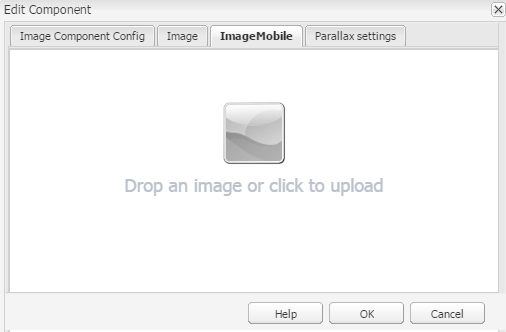 Edit Component
Image Component Config Image ImageMobile Parallax settings
Drop an image or click to upload
Help OK Cancel